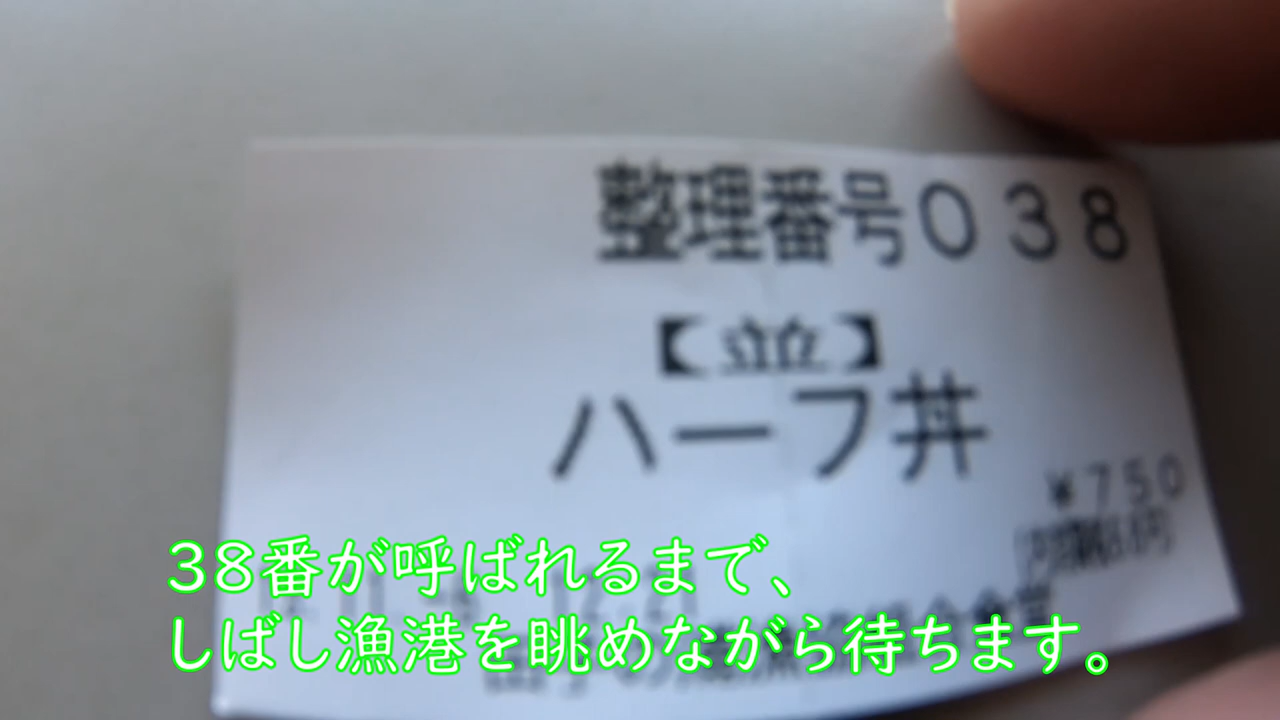 整理番号038
【並】
ハーフ丼
¥750
38番が呼ばれるまで、
しばし漁港を眺めながら待ちます。